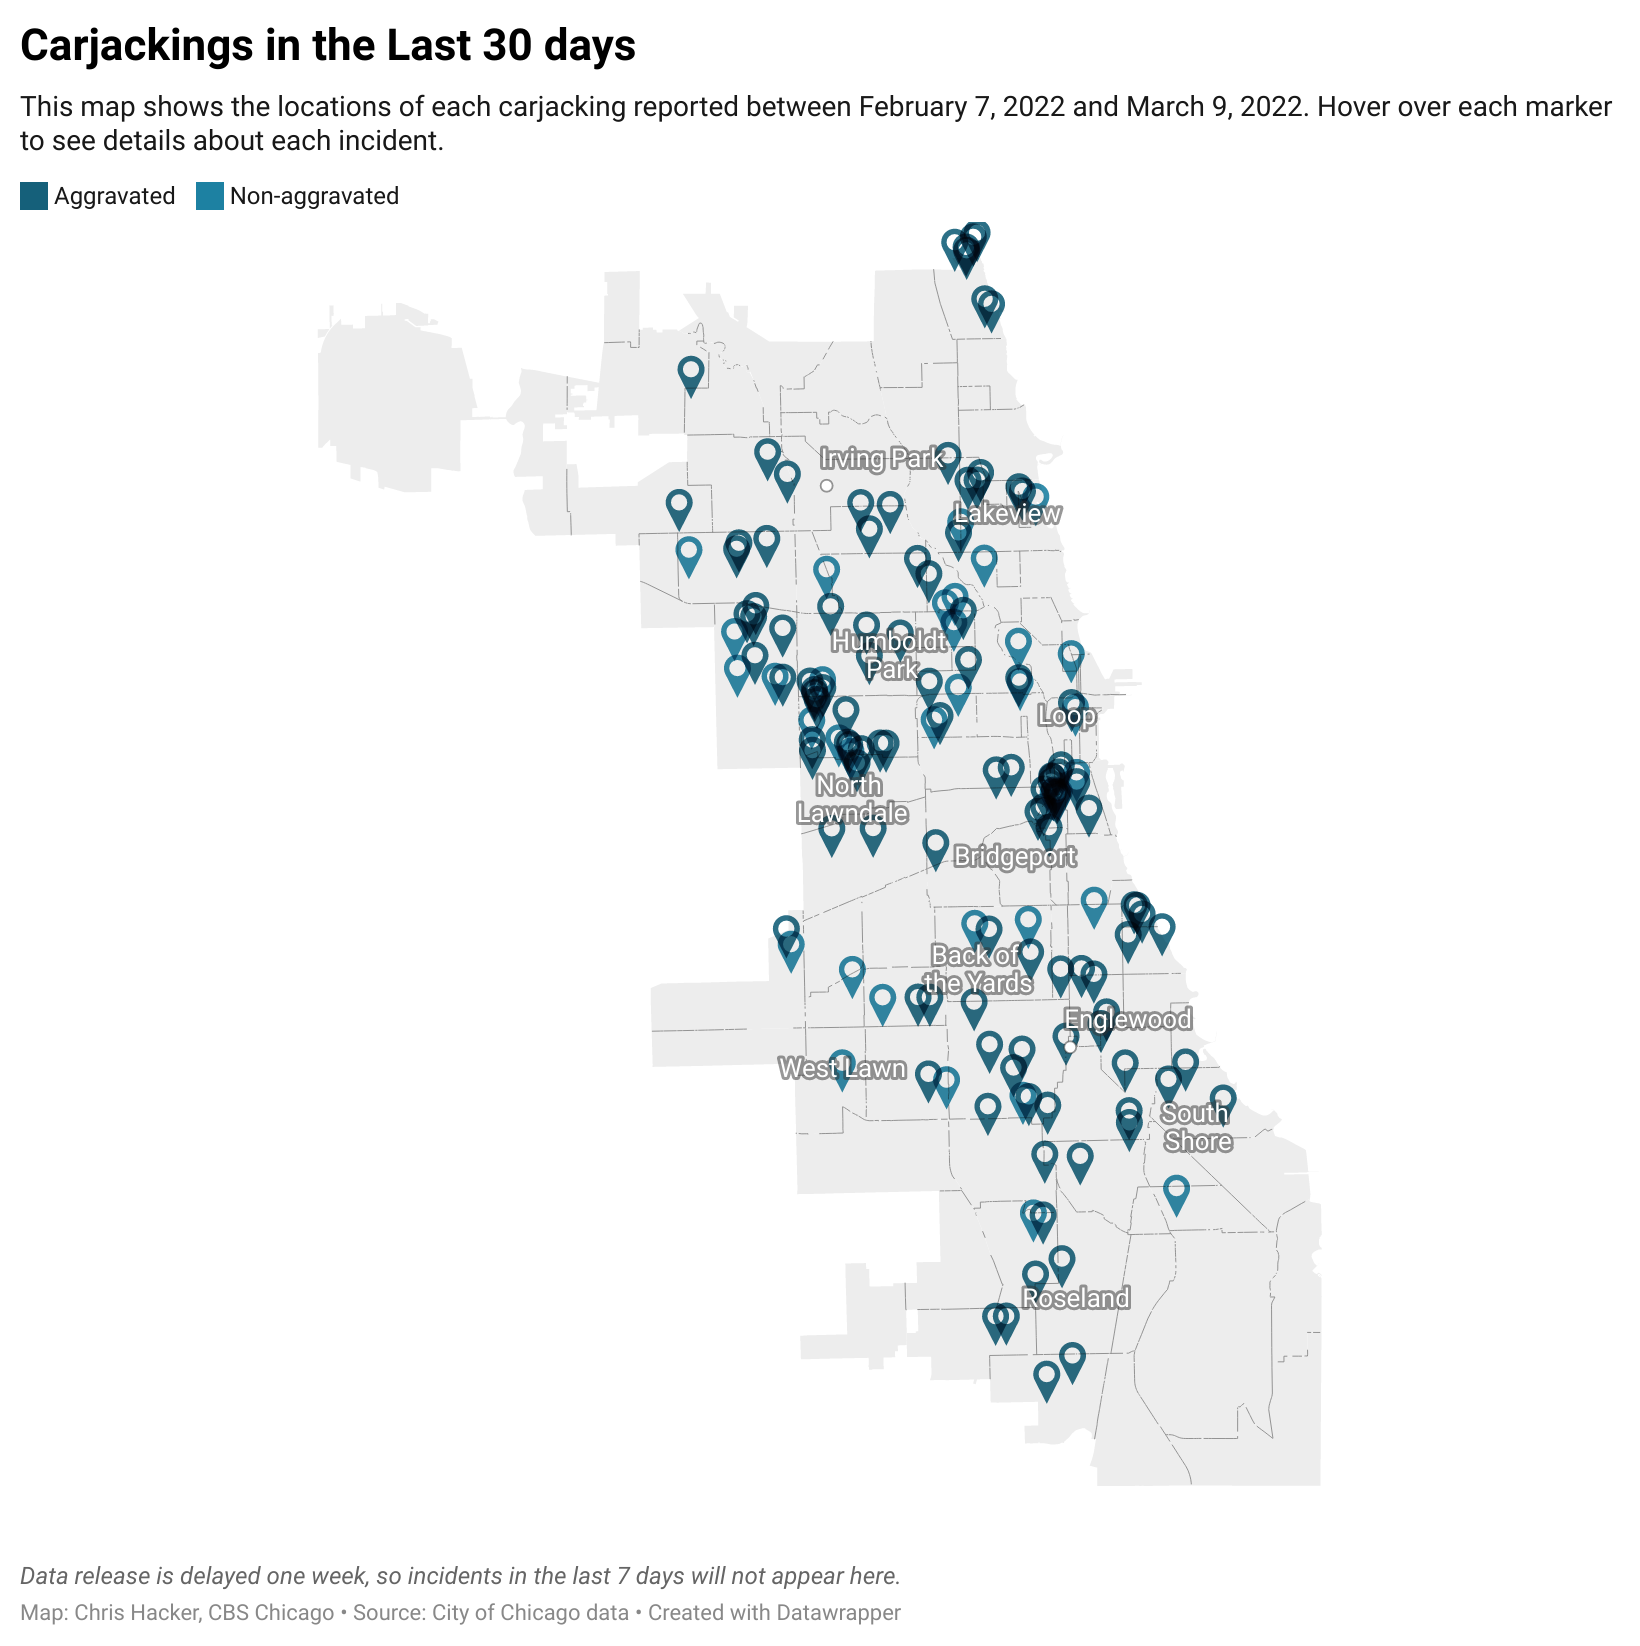 Carjackings in the Last 30 days
This map shows the locations of each carjacking reported between February 7, 2022 and March 9, 2022. Hover over each marker
to see details about each incident.
Aggravated Non-aggravated
Irving Park
Lakeview
Humboldt
Park
Loop
North
Lawndale
Bridgeport
Back of
the Yards
Englewood
West Lawn
South
Shore
Roseland
Data release is delayed one week, so incidents in the last 7 days will not appear here.
Map: Chris Hacker, CBS Chicago • Source: City of Chicago data • Created with Datawrapper